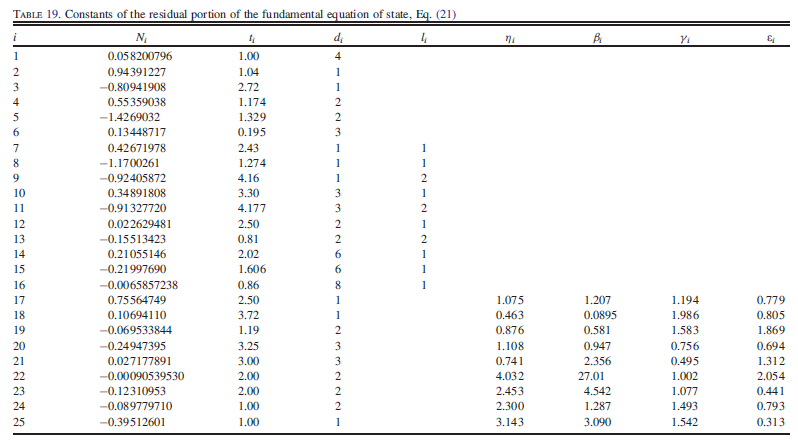 TABLE 19. Constants of the residual portion of the fundamental equation of state, Eq. (21)
i Nᵢ tᵢ dᵢ lᵢ ηᵢ βᵢ γᵢ εᵢ
1 0.058200796 1.00 4
2 0.94391227 1.04 1
3 −0.80941908 2.72 1
4 0.55359038 1.174 2
5 −1.4269032 1.329 2
6 0.13448717 0.195 3
7 0.42671978 2.43 1 1
8 −1.1700261 1.274 1 1
9 −0.92405872 4.16 1 2
10 0.34891808 3.30 3 1
11 −0.91327720 4.177 3 2
12 0.022629481 2.50 2 1
13 −0.15513423 0.81 2 2
14 0.21055146 2.02 6 1
15 −0.21997690 1.606 6 1
16 −0.0065857238 0.86 8 1
17 0.75564749 2.50 1 1.075 1.207 1.194 0.779
18 0.10694110 3.72 1 0.463 0.0895 1.986 0.805
19 −0.069533844 1.19 2 0.876 0.581 1.583 1.869
20 −0.24947395 3.25 3 1.108 0.947 0.756 0.694
21 0.027177891 3.00 3 0.741 2.356 0.495 1.312
22 −0.00090539530 2.00 2 4.032 27.01 1.002 2.054
23 −0.12310953 2.00 2 2.453 4.542 1.077 0.441
24 −0.089779710 1.00 2 2.300 1.287 1.493 0.793
25 −0.39512601 1.00 1 3.143 3.090 1.542 0.313